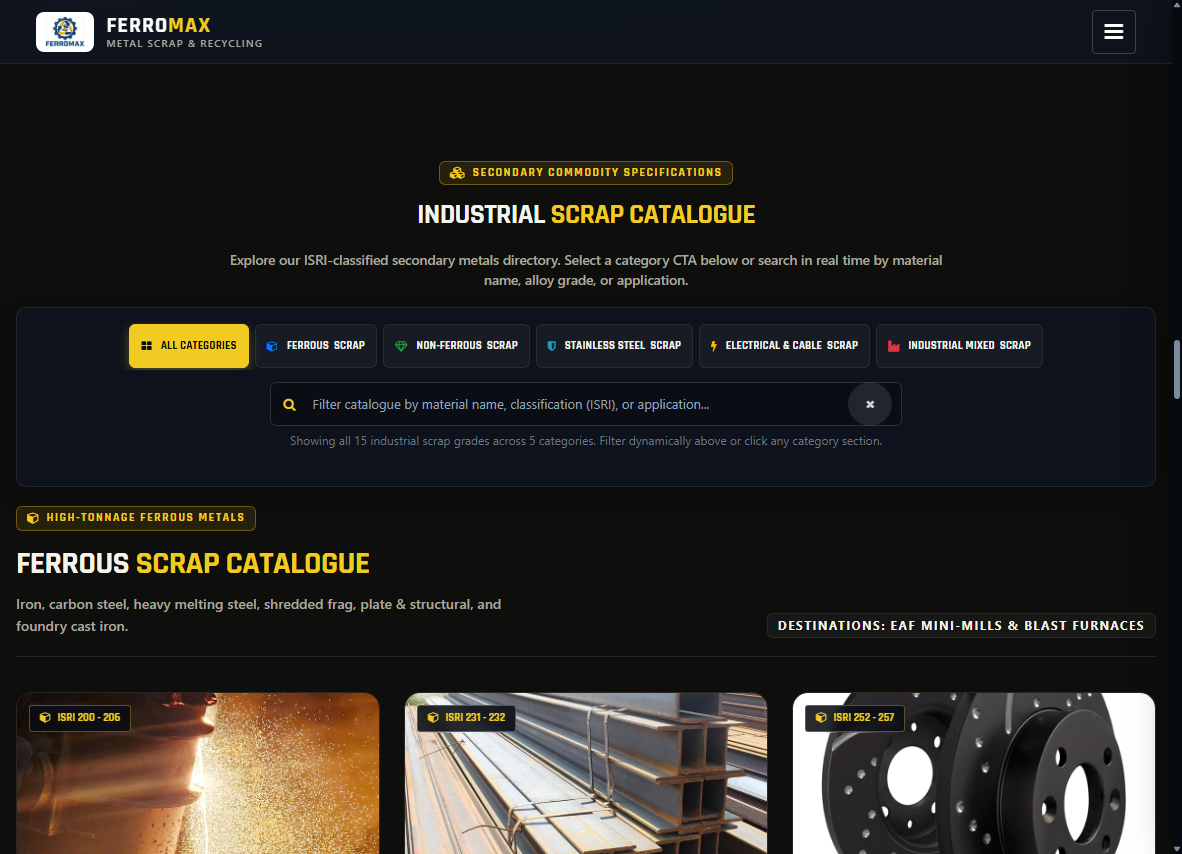 FERROMAX
FERROMAX
METAL SCRAP & RECYCLING
SECONDARY COMMODITY SPECIFICATIONS
INDUSTRIAL SCRAP CATALOGUE
Explore our ISRI-classified secondary metals directory. Select a category CTA below or search in real time by material
name, alloy grade, or application.
ALL CATEGORIES
FERROUS SCRAP
NON-FERROUS SCRAP
STAINLESS STEEL SCRAP
ELECTRICAL & CABLE SCRAP
INDUSTRIAL MIXED SCRAP
Filter catalogue by material name, classification (ISRI), or application...
Showing all 15 industrial scrap grades across 5 categories. Filter dynamically above or click any category section.
HIGH-TONNAGE FERROUS METALS
FERROUS SCRAP CATALOGUE
Iron, carbon steel, heavy melting steel, shredded frag, plate & structural, and
foundry cast iron.
DESTINATIONS: EAF MINI-MILLS & BLAST FURNACES
ISRI 200 - 206
ISRI 231 - 232
ISRI 252 - 257